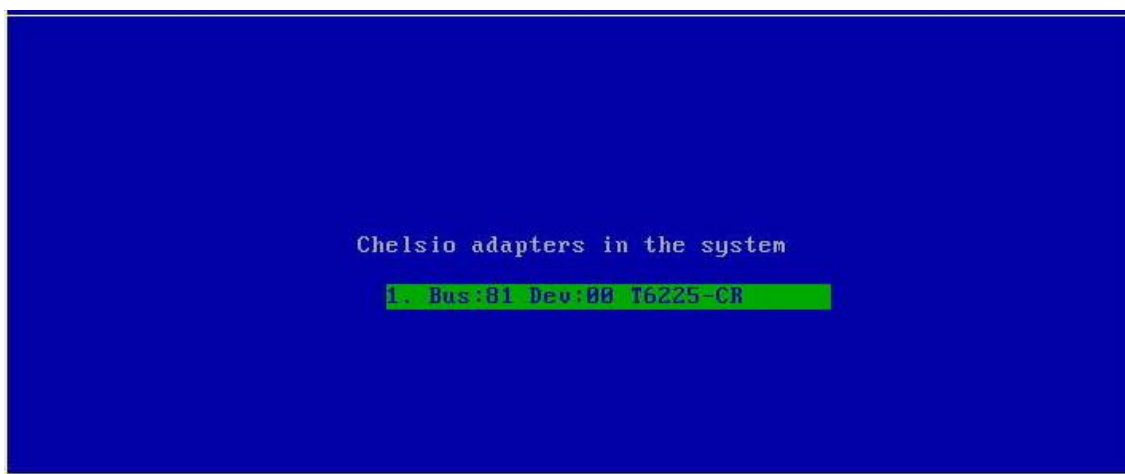 Chelsio adapters in the system
1. Bus:81 Dev:00 T6225-CR